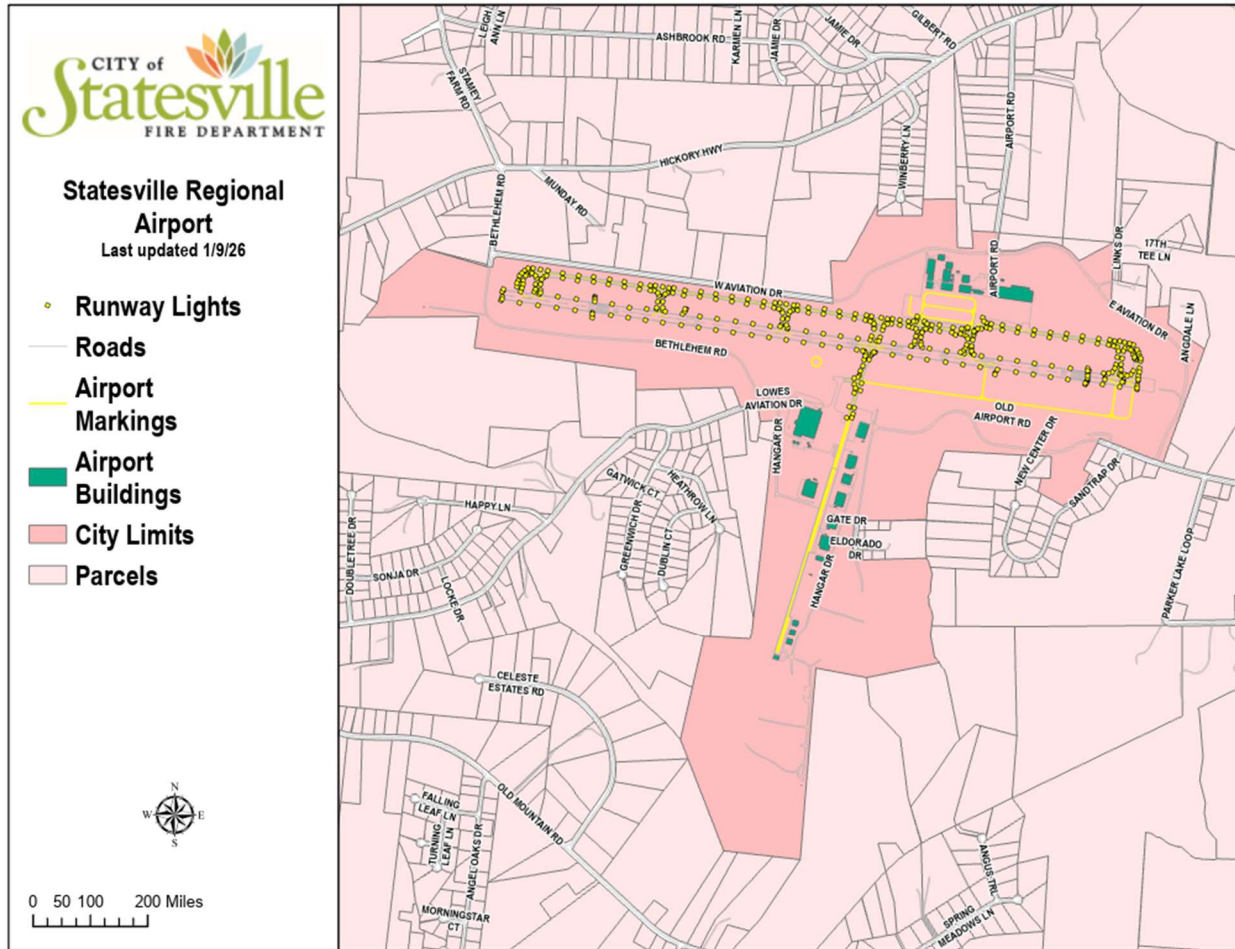 CITY of
Statesville
FIRE DEPARTMENT
Statesville Regional
Airport
Last updated 1/9/26
Runway Lights
Roads
Airport
Markings
Airport
Buildings
City Limits
Parcels
N
W E
S
0 50 100 200 Miles
LEIGH
ANN LN
STAMEY
FARM RD
ASHBROOK RD
KARMEN LN
JAMIE DR
JAMIE DR
GILBERT RD
AIRPORT RD
HICKORY HWY
WINBERRY LN
MUNDAY RD
BETHLEHEM RD
W AVIATION DR
AIRPORT RD
LINKS DR
17TH
TEE LN
E AVIATION DR
ANGDALE LN
BETHLEHEM RD
LOWES
AVIATION DR
OLD
AIRPORT RD
HANGAR DR
NEW CENTER DR
SANDTRAP DR
GATWICK CT
HEATHROW LN
GREENWICH DR
DUBLIN CT
HAPPY LN
DOUBLETREE DR
SONJA DR
LOCKE DR
GATE DR
ELDORADO
DR
HANGAR DR
PARKER LAKE LOOP
CELESTE
ESTATES RD
OLD MOUNTAIN RD
FALLING
LEAF LN
TURNING
LEAF LN
ANGEL OAKS DR
MORNINGSTAR
CT
ANGUS TRL
SPRING
MEADOWS LN